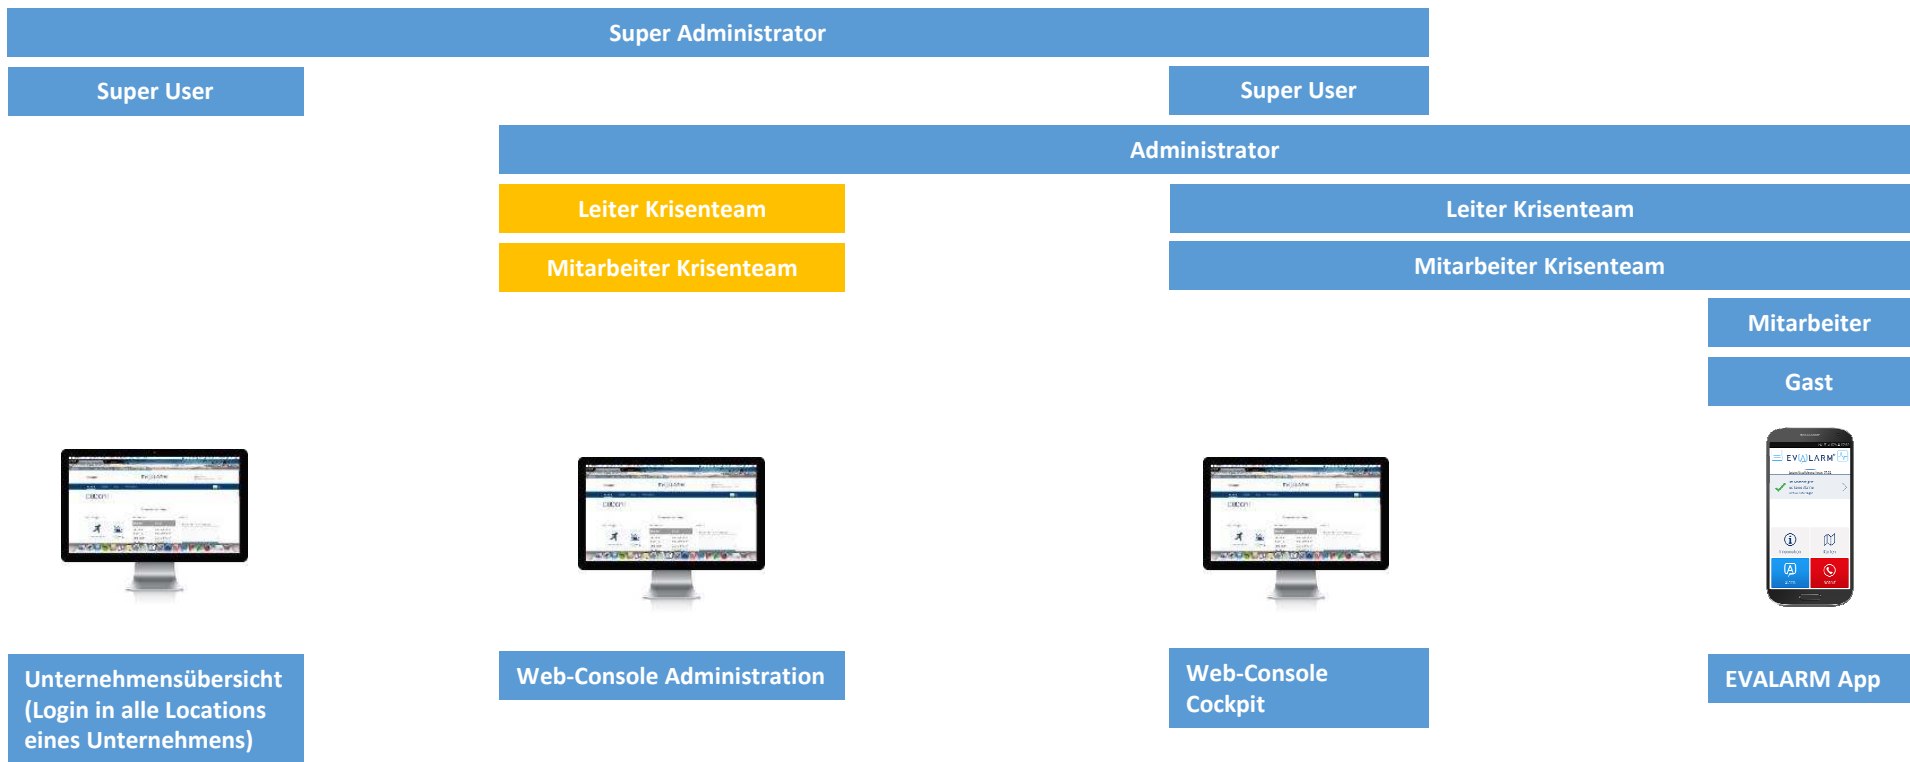 Super Administrator
Super User
Super User
Administrator
Leiter Krisenteam
Leiter Krisenteam
Mitarbeiter Krisenteam
Mitarbeiter Krisenteam
Mitarbeiter
Gast
EVALARM
Unternehmensübersicht
(Login in alle Locations
eines Unternehmens)
Web-Console Administration
Web-Console
Cockpit
EVALARM App